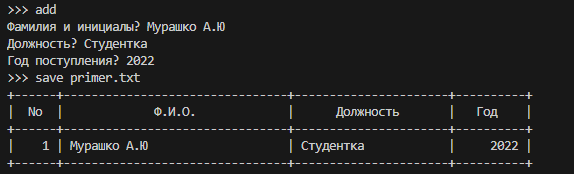 >>> add
Фамилия и инициалы? Мурашко А.Ю
Должность? Студентка
Год поступления? 2022
>>> save primer.txt
+------+--------------------------------+----------------------+----------+
|  No  |             Ф.И.О.             |      Должность       |   Год    |
+------+--------------------------------+----------------------+----------+
|    1 | Мурашко А.Ю                    | Студентка            |     2022 |
+------+--------------------------------+----------------------+----------+